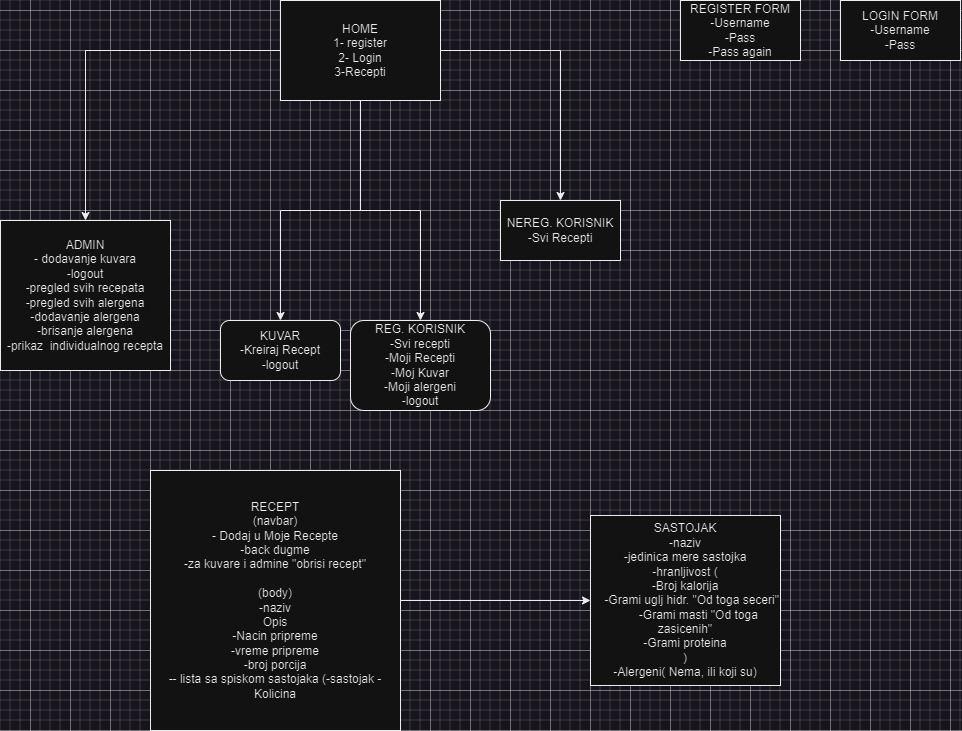 HOME
1- register
2- Login
3-Recepti
REGISTER FORM
-Username
-Pass
-Pass again
LOGIN FORM
-Username
-Pass
NEREG. KORISNIK
-Svi Recepti
ADMIN
- dodavanje kuvara
-logout
-pregled svih recepata
-pregled svih alergena
-dodavanje alergena
-brisanje alergena
-prikaz individualnog recepta
KUVAR
-Kreiraj Recept
-logout
REG. KORISNIK
-Svi recepti
-Moji Recepti
-Moj Kuvar
-Moji alergeni
-logout
RECEPT
(navbar)
- Dodaj u Moje Recepte
-back dugme
-za kuvare i admine "obrisi recept"
(body)
-naziv
Opis
-Nacin pripreme
-vreme pripreme
-broj porcija
-- lista sa spiskom sastojaka (-sastojak -
Kolicina
SASTOJAK
-naziv
-jedinica mere sastojka
-hranljivost (
-Broj kalorija
-Grami uglj hidr. "Od toga seceri"
-Grami masti "Od toga
zasicenih"
-Grami proteina
)
-Alergeni( Nema, ili koji su)